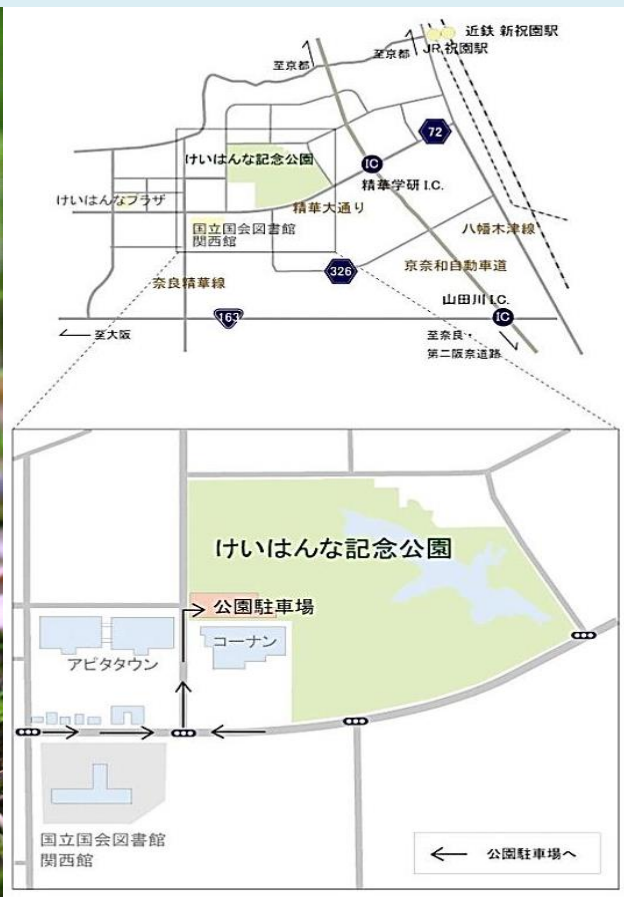 近鉄 新祝園駅
JR 祝園駅
至京都
至京都
72
けいはんな記念公園
IC
精華学研 I.C.
けいはんなプラザ
精華大通り
国立国会図書館
関西館
八幡木津線
326
京奈和自動車道
奈良精華線
山田川 I.C.
163
IC
至大阪
至奈良・
第二阪奈道路
けいはんな記念公園
公園駐車場
コーナン
アピタタウン
国立国会図書館
関西館
公園駐車場へ